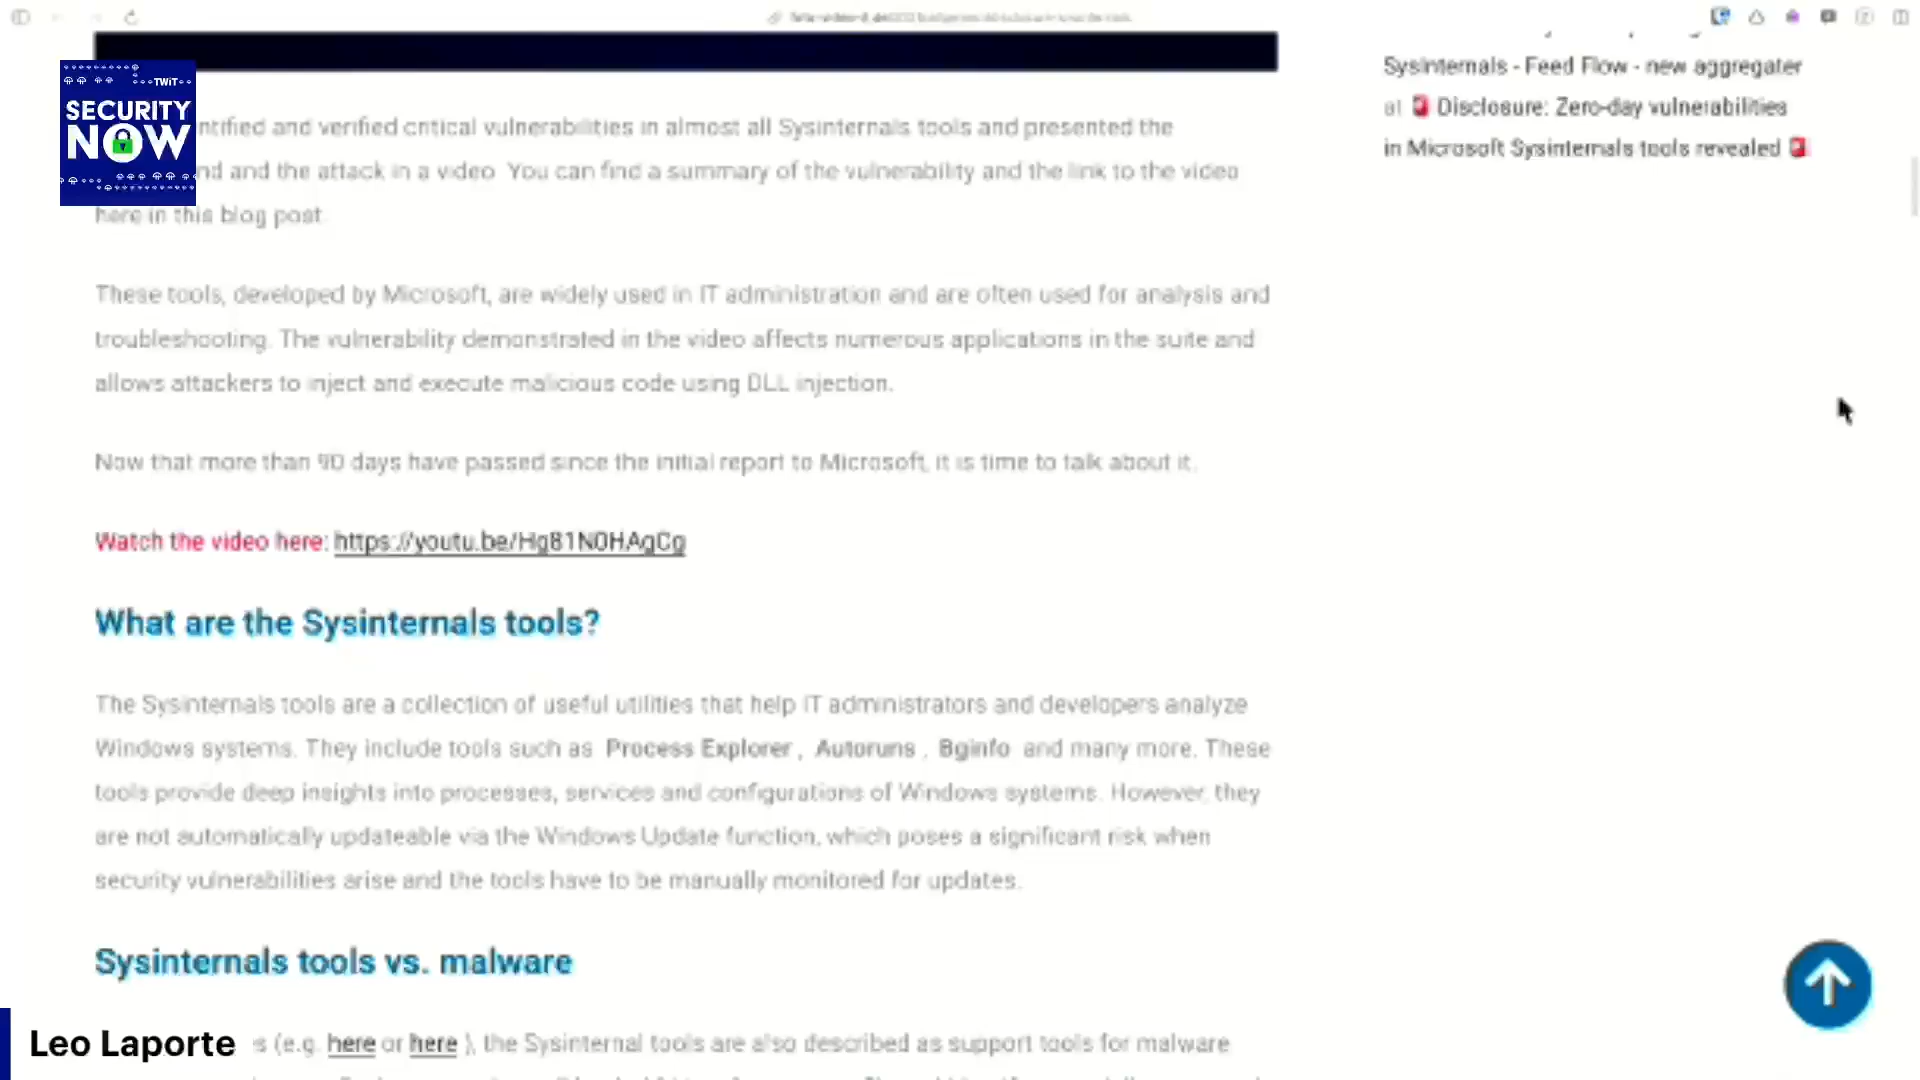 TWiT
SECURITY
NOW
ntified and verified critical vulnerabilities in almost all Sysinternals tools and presented the
nd and the attack in a video. You can find a summary of the vulnerability and the link to the video
here in this blog post.
These tools, developed by Microsoft, are widely used in IT administration and are often used for analysis and
troubleshooting. The vulnerability demonstrated in the video affects numerous applications in the suite and
allows attackers to inject and execute malicious code using DLL injection.
Now that more than 90 days have passed since the initial report to Microsoft, it is time to talk about it.
Watch the video here: https://youtu.be/Hg81N0HAgCg
What are the Sysinternals tools?
The Sysinternals tools are a collection of useful utilities that help IT administrators and developers analyze
Windows systems. They include tools such as Process Explorer, Autoruns, Bginfo and many more. These
tools provide deep insights into processes, services and configurations of Windows systems. However, they
are not automatically updateable via the Windows Update function, which poses a significant risk when
security vulnerabilities arise and the tools have to be manually monitored for updates.
Sysinternals tools vs. malware
s (e.g. here or here ), the Sysinternal tools are also described as support tools for malware
Sysinternals - Feed Flow - new aggregater
at 🚨 Disclosure: Zero-day vulnerabilities
in Microsoft Sysinternals tools revealed 🚨
Leo Laporte